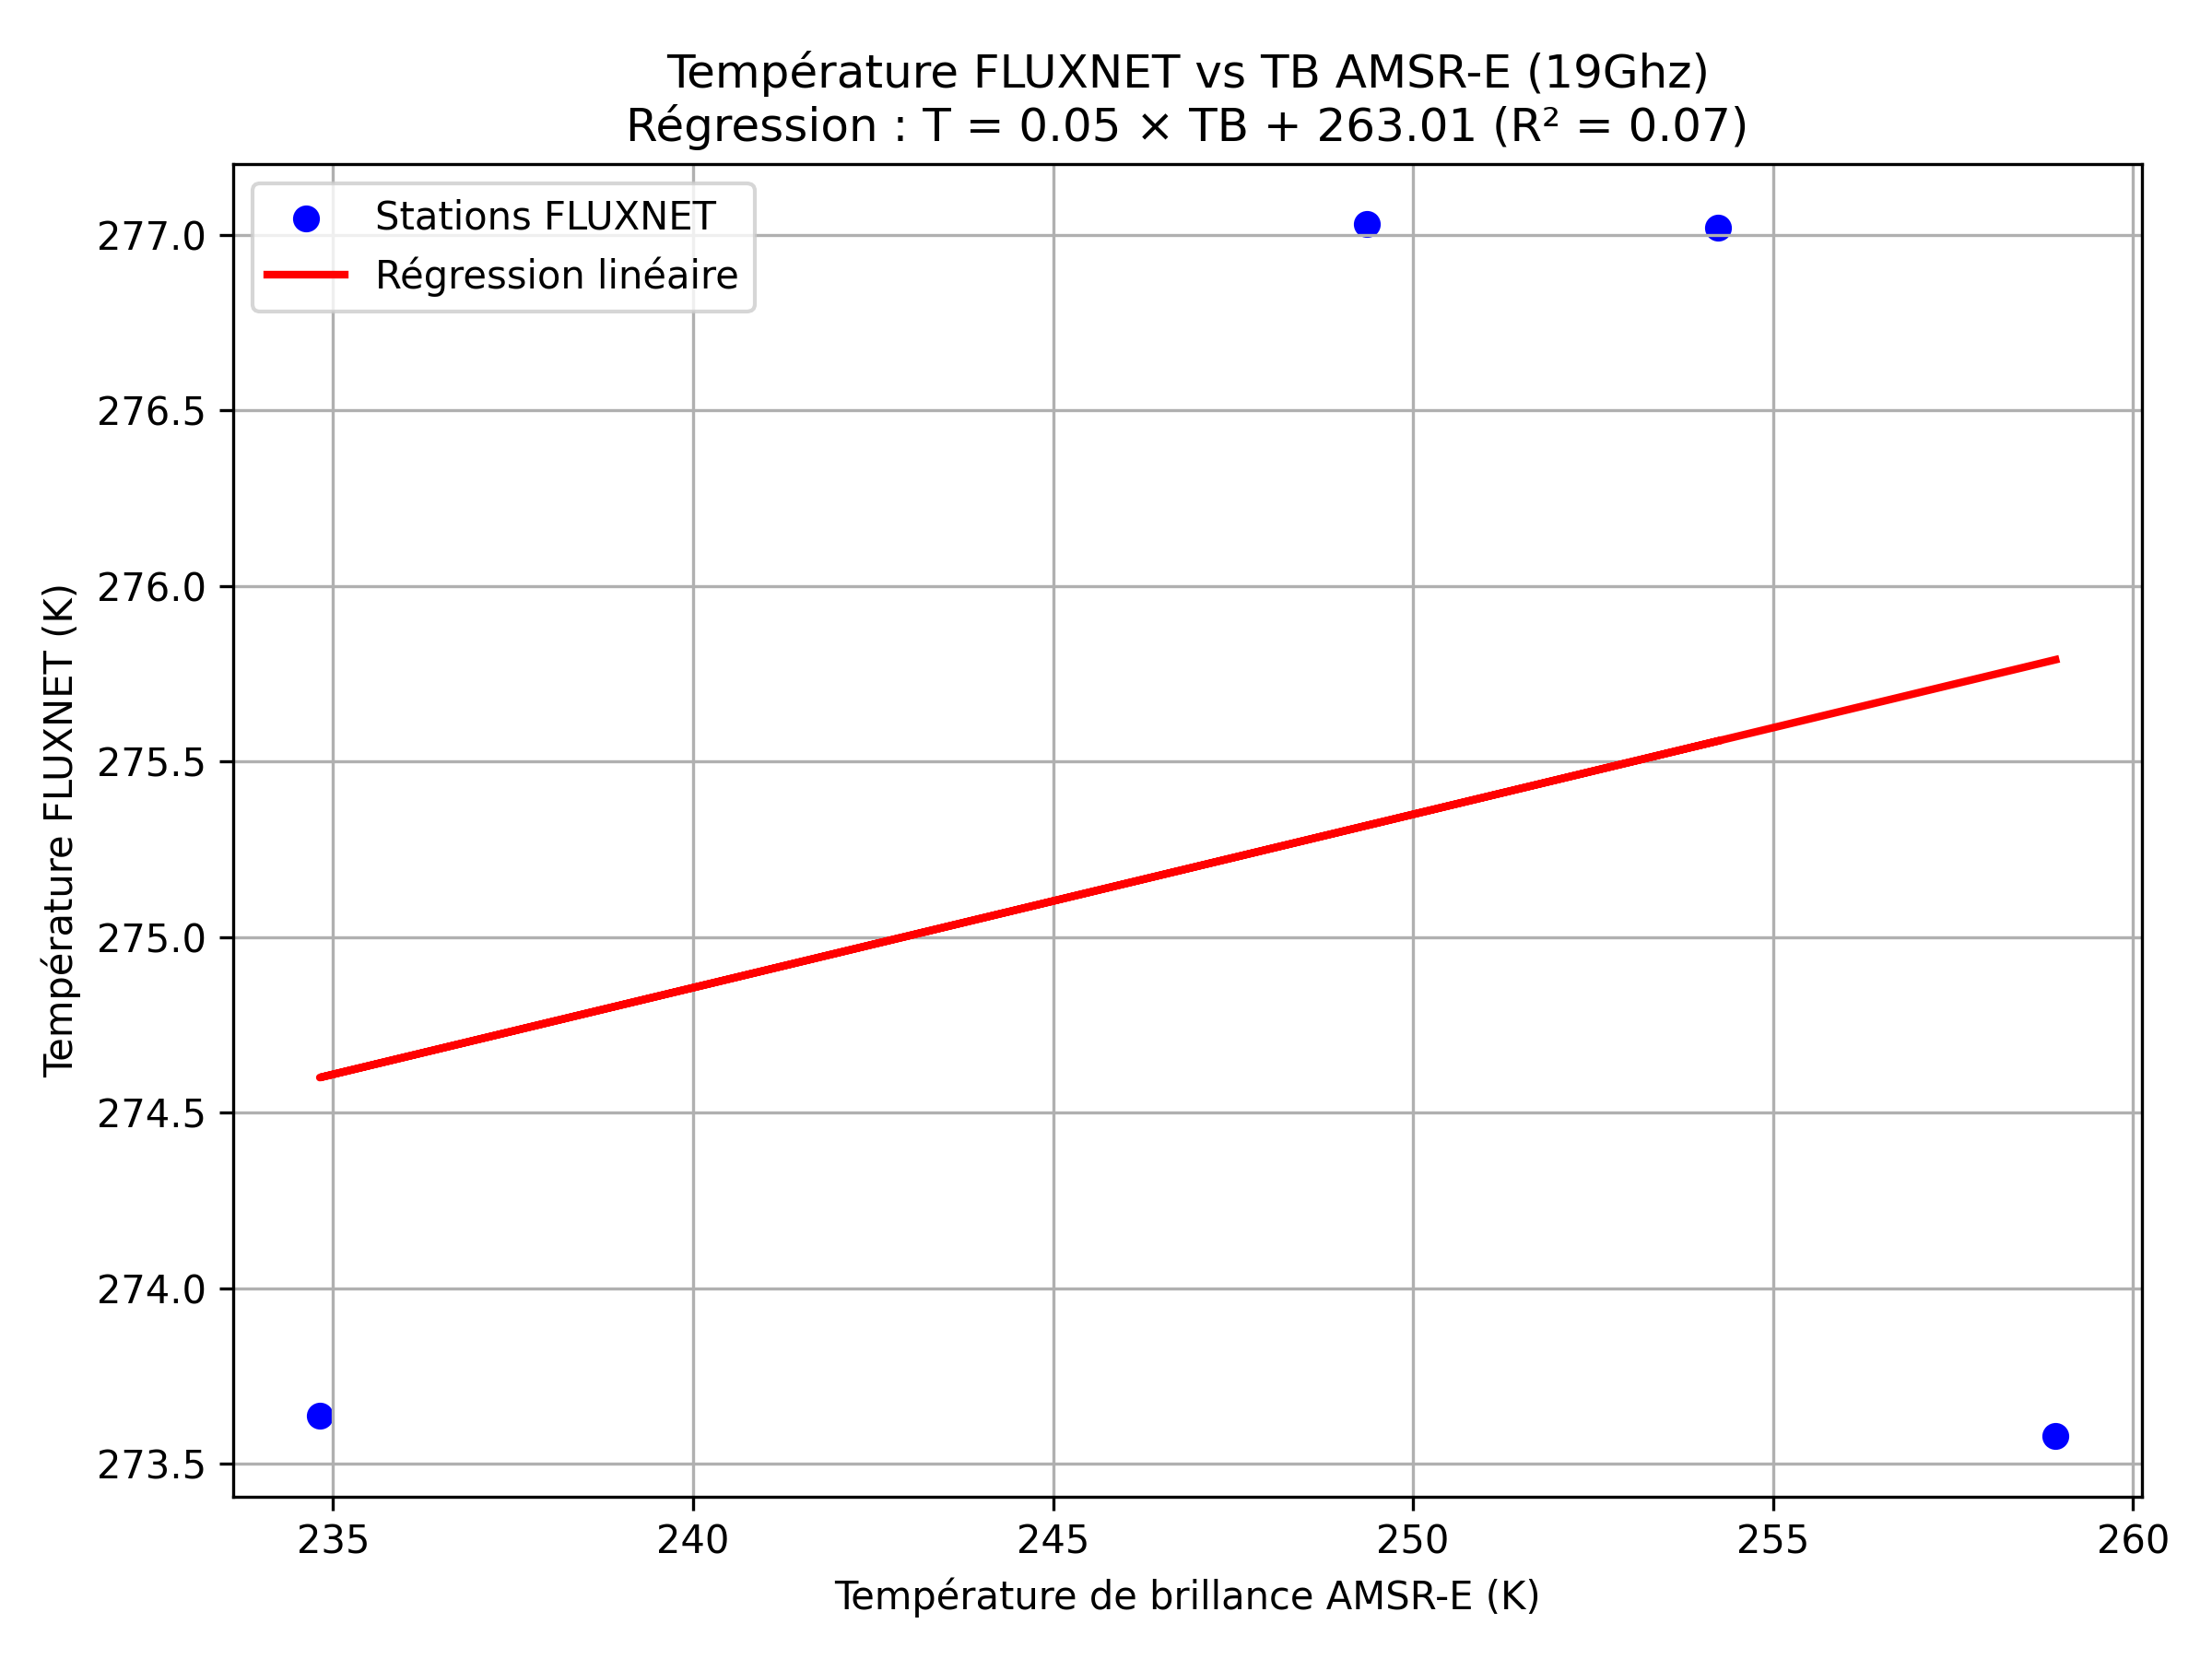 Température FLUXNET vs TB AMSR-E (19Ghz)
Régression : T = 0.05 × TB + 263.01 (R² = 0.07)
Stations FLUXNET
Régression linéaire
277.0
276.5
276.0
275.5
275.0
274.5
274.0
273.5
Température FLUXNET (K)
235 240 245 250 255 260
Température de brillance AMSR-E (K)